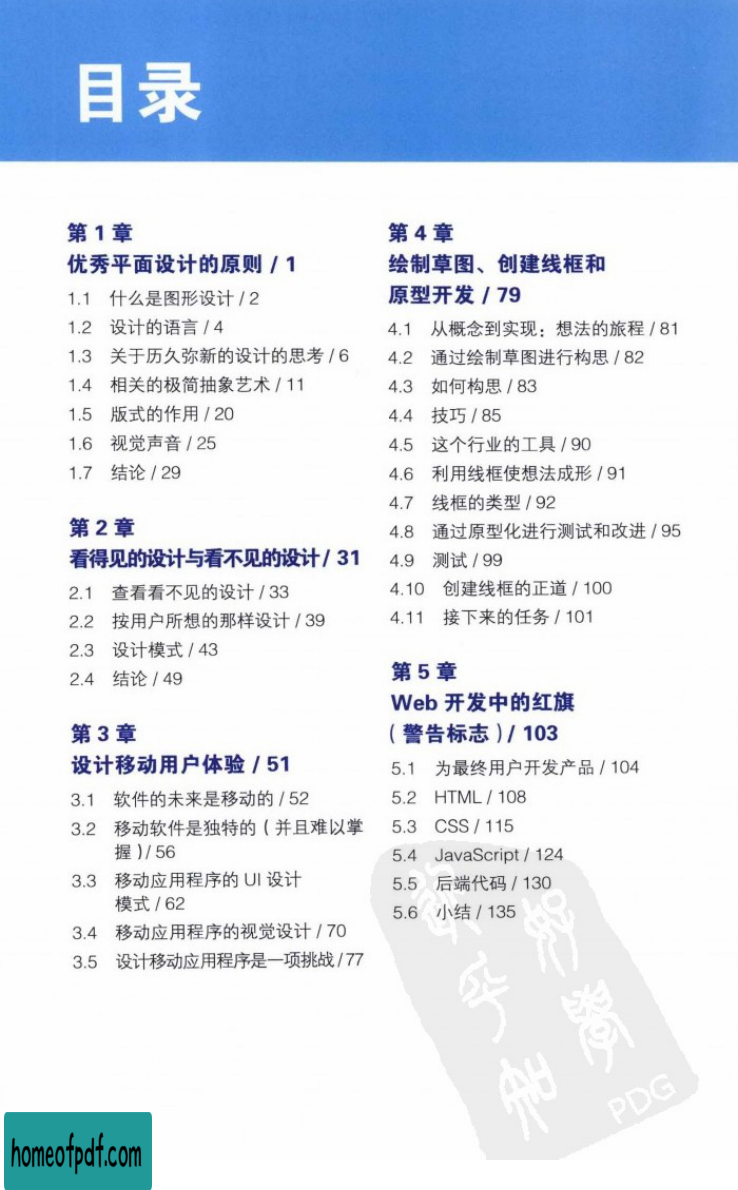 目录
第 1 章
优秀平面设计的原则 / 1
1.1 什么是图形设计 / 2
1.2 设计的语言 / 4
1.3 关于历久弥新的设计的思考 / 6
1.4 相关的极简抽象艺术 / 11
1.5 版式的作用 / 20
1.6 视觉声音 / 25
1.7 结论 / 29
第 2 章
看得见的设计与看不见的设计 / 31
2.1 查看看不见的设计 / 33
2.2 按用户所想的那样设计 / 39
2.3 设计模式 / 43
2.4 结论 / 49
第 3 章
设计移动用户体验 / 51
3.1 软件的未来是移动的 / 52
3.2 移动软件是独特的（并且难以掌
握）/ 56
3.3 移动应用程序的 UI 设计
模式 / 62
3.4 移动应用程序的视觉设计 / 70
3.5 设计移动应用程序是一项挑战 / 77
第 4 章
绘制草图、创建线框和
原型开发 / 79
4.1 从概念到实现：想法的旅程 / 81
4.2 通过绘制草图进行构思 / 82
4.3 如何构思 / 83
4.4 技巧 / 85
4.5 这个行业的工具 / 90
4.6 利用线框使想法成形 / 91
4.7 线框的类型 / 92
4.8 通过原型化进行测试和改进 / 95
4.9 测试 / 99
4.10 创建线框的正道 / 100
4.11 接下来的任务 / 101
第 5 章
Web 开发中的红旗
（警告标志）/ 103
5.1 为最终用户开发产品 / 104
5.2 HTML / 108
5.3 CSS / 115
5.4 JavaScript / 124
5.5 后端代码 / 130
5.6 小结 / 135
PDG
homeofpdf.com